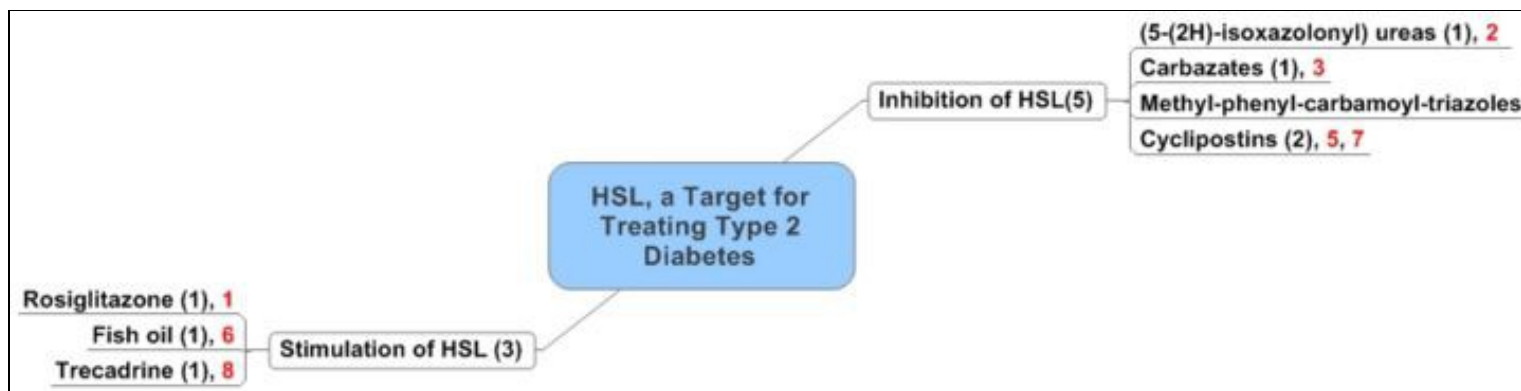 (5-(2H)-isoxazolonyl) ureas (1), 2
Carbazates (1), 3
Inhibition of HSL(5)
Methyl-phenyl-carbamoyl-triazoles
Cyclipostins (2), 5, 7
HSL, a Target for
Treating Type 2
Diabetes
Rosiglitazone (1), 1
Fish oil (1), 6
Stimulation of HSL (3)
Trecadrine (1), 8